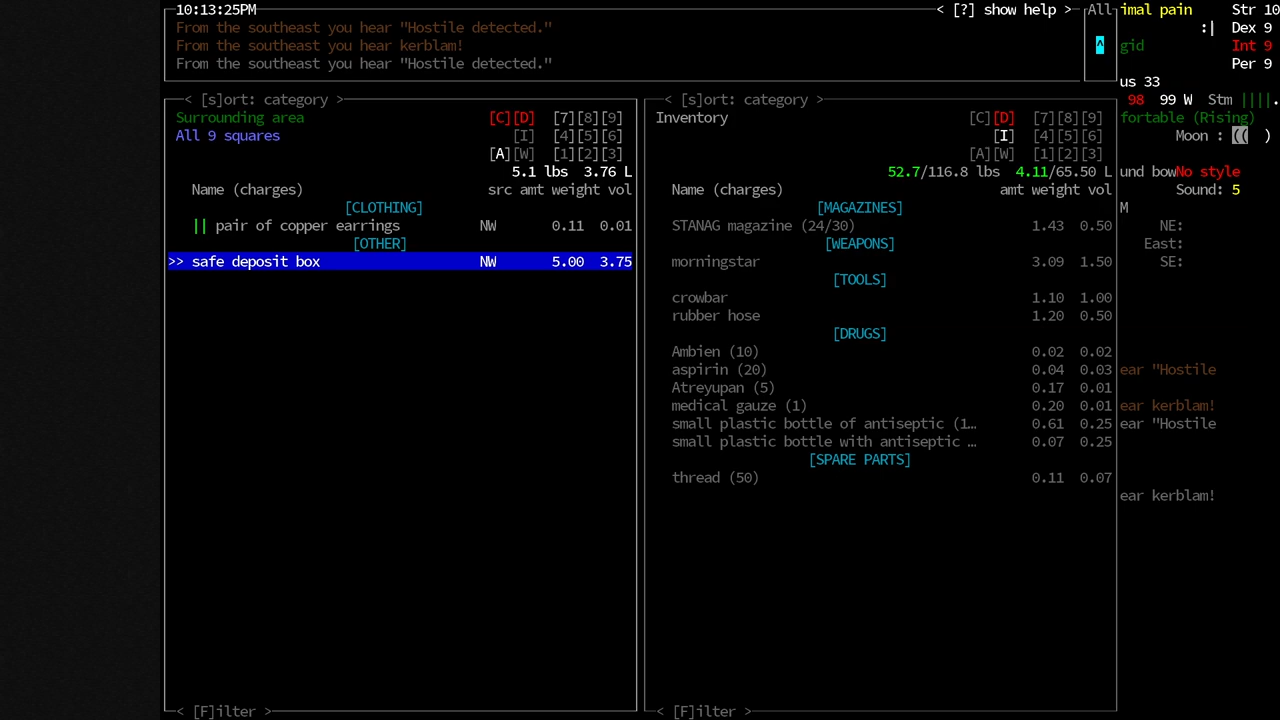 10:13:25PM < [?] show help > All imal pain Str 10
From the southeast you hear "Hostile detected." :| Dex 9
From the southeast you hear kerblam! ^ gid Int 9
From the southeast you hear "Hostile detected." Per 9
us 33
< [s]ort: category > < [s]ort: category > 98 99 W Stm ||||.
Surrounding area [C][D] [7][8][9] Inventory [C][D] [7][8][9] fortable (Rising)
All 9 squares [I] [4][5][6] [I] [4][5][6] Moon : (( )
[A][W] [1][2][3] [A][W] [1][2][3]
5.1 lbs 3.76 L 52.7/116.8 lbs 4.11/65.50 L und bowNo style
Name (charges) src amt weight vol Name (charges) amt weight vol Sound: 5
[CLOTHING] [MAGAZINES] M
|| pair of copper earrings NW 0.11 0.01 STANAG magazine (24/30) 1.43 0.50 NE:
[OTHER] [WEAPONS] East:
>> safe deposit box NW 5.00 3.75 morningstar 3.09 1.50 SE:
[TOOLS]
crowbar 1.10 1.00
rubber hose 1.20 0.50
[DRUGS]
Ambien (10) 0.02 0.02
aspirin (20) 0.04 0.03 ear "Hostile
Atreyupan (5) 0.17 0.01
medical gauze (1) 0.20 0.01 ear kerblam!
small plastic bottle of antiseptic (1… 0.61 0.25 ear "Hostile
small plastic bottle with antiseptic … 0.07 0.25
[SPARE PARTS]
thread (50) 0.11 0.07
ear kerblam!
< [F]ilter > < [F]ilter >